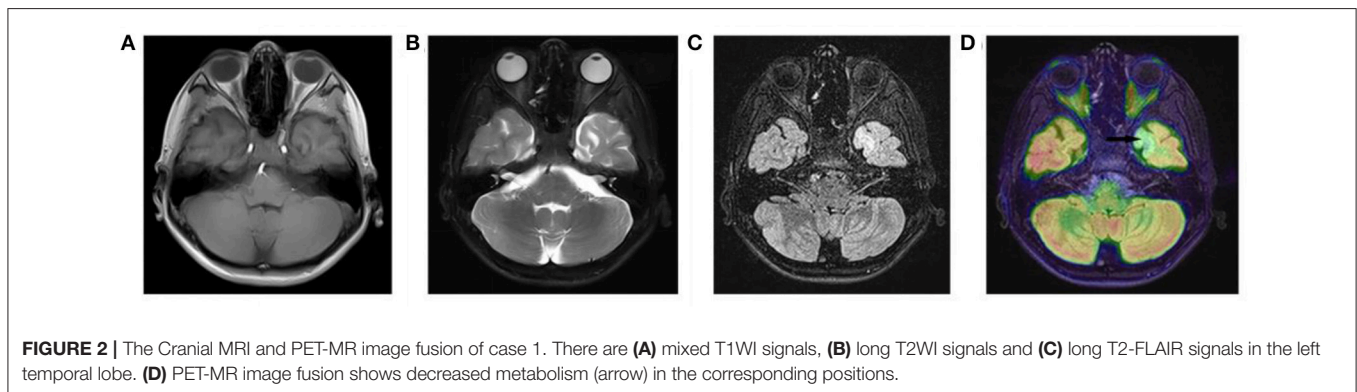 A B C D
FIGURE 2 | The Cranial MRI and PET-MR image fusion of case 1. There are (A) mixed T1WI signals, (B) long T2WI signals and (C) long T2-FLAIR signals in the left
temporal lobe. (D) PET-MR image fusion shows decreased metabolism (arrow) in the corresponding positions.